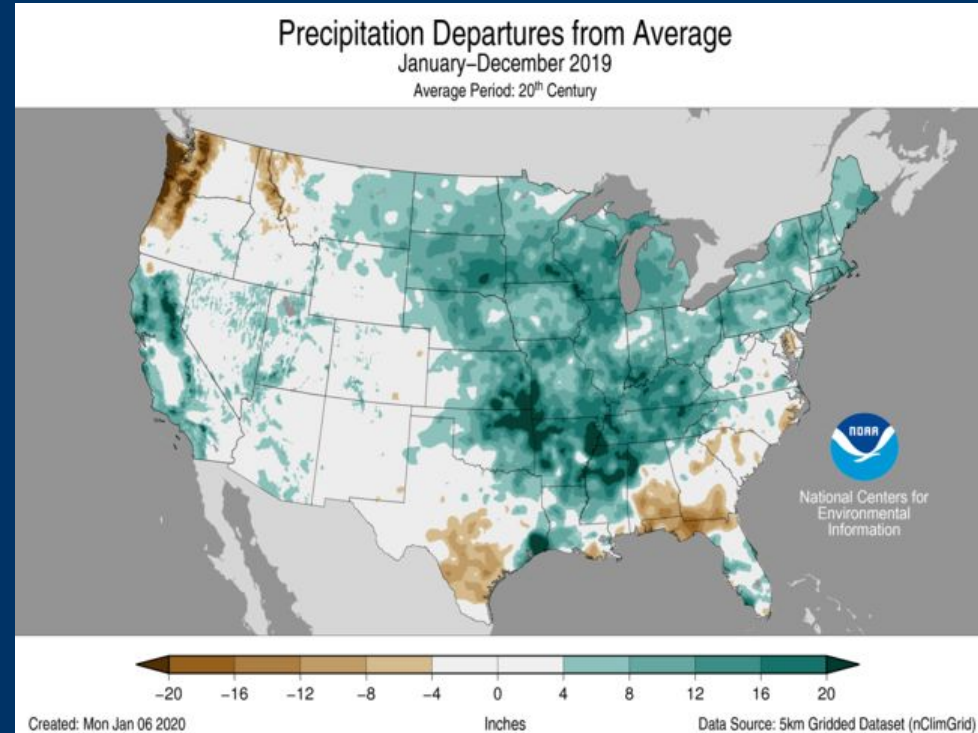 Precipitation Departures from Average
January–December 2019
Average Period: 20th Century
NOAA
National Centers for
Environmental
Information
−20 −16 −12 −8 −4 0 4 8 12 16 20
Created: Mon Jan 06 2020 Inches Data Source: 5km Gridded Dataset (nClimGrid)